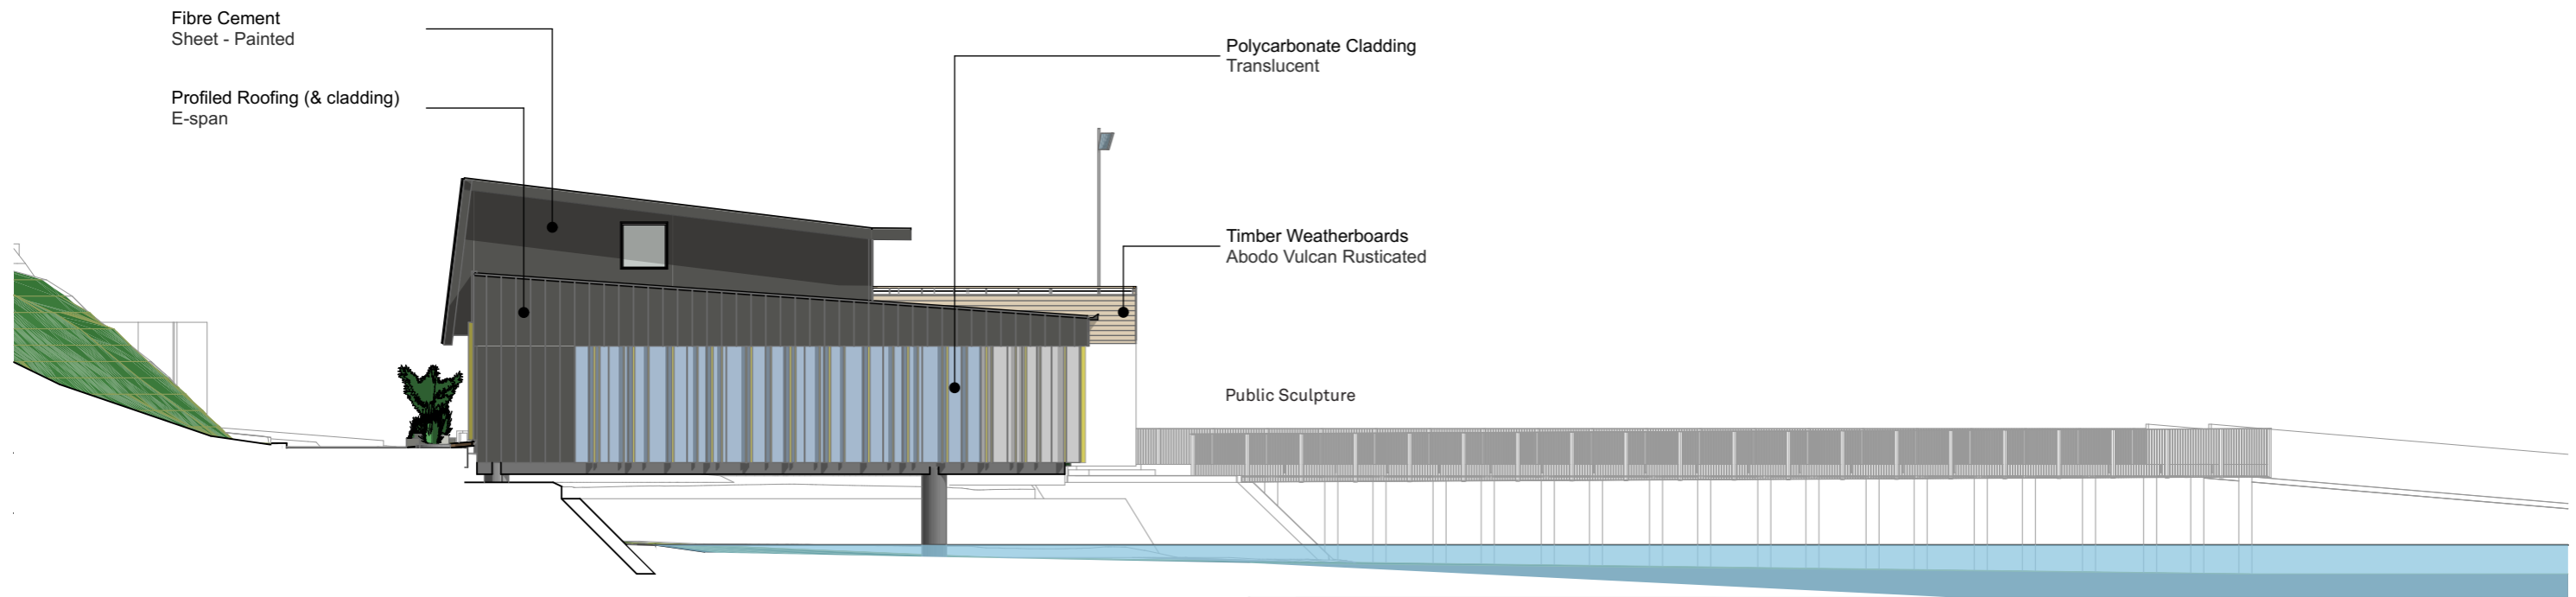 Fibre Cement
Sheet - Painted
Profiled Roofing (& cladding)
E-span
Polycarbonate Cladding
Translucent
Timber Weatherboards
Abodo Vulcan Rusticated
Public Sculpture